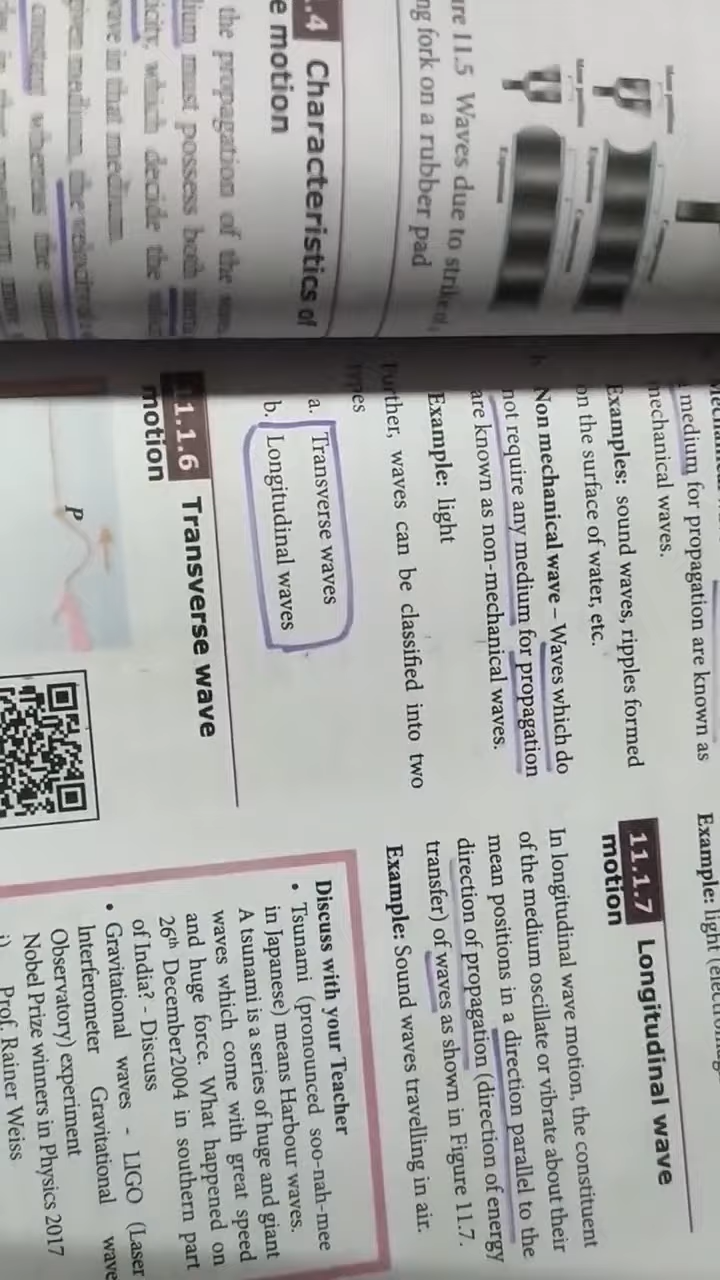 11.5 Waves due to
ng fork on a rubber pad
.4 Characteristics of
e motion
the propagation of the
must possess both
which decide the
wave in that medium.
medium, the
constant whereas the
medium for propagation are known as
mechanical waves.
Examples: sound waves, ripples formed
on the surface of water, etc.
Non mechanical wave – Waves which do
not require any medium for propagation
are known as non-mechanical waves.
Example: light
Further, waves can be classified into two
types
a. Transverse waves
b. Longitudinal waves
11.1.6 Transverse wave
motion
P
Example: light
11.1.7 Longitudinal wave
motion
In longitudinal wave motion, the constituent
of the medium oscillate or vibrate about their
mean positions in a direction parallel to the
direction of propagation (direction of energy
transfer) of waves as shown in Figure 11.7.
Example: Sound waves travelling in air.
Discuss with your Teacher
• Tsunami (pronounced soo-nah-mee
in Japanese) means Harbour waves.
A tsunami is a series of huge and giant
waves which come with great speed
and huge force. What happened on
26th December2004 in southern part
of India? - Discuss
• Gravitational waves - LIGO (Laser
Interferometer Gravitational wave
Observatory) experiment
Nobel Prize winners in Physics 2017
i) Prof. Rainer Weiss